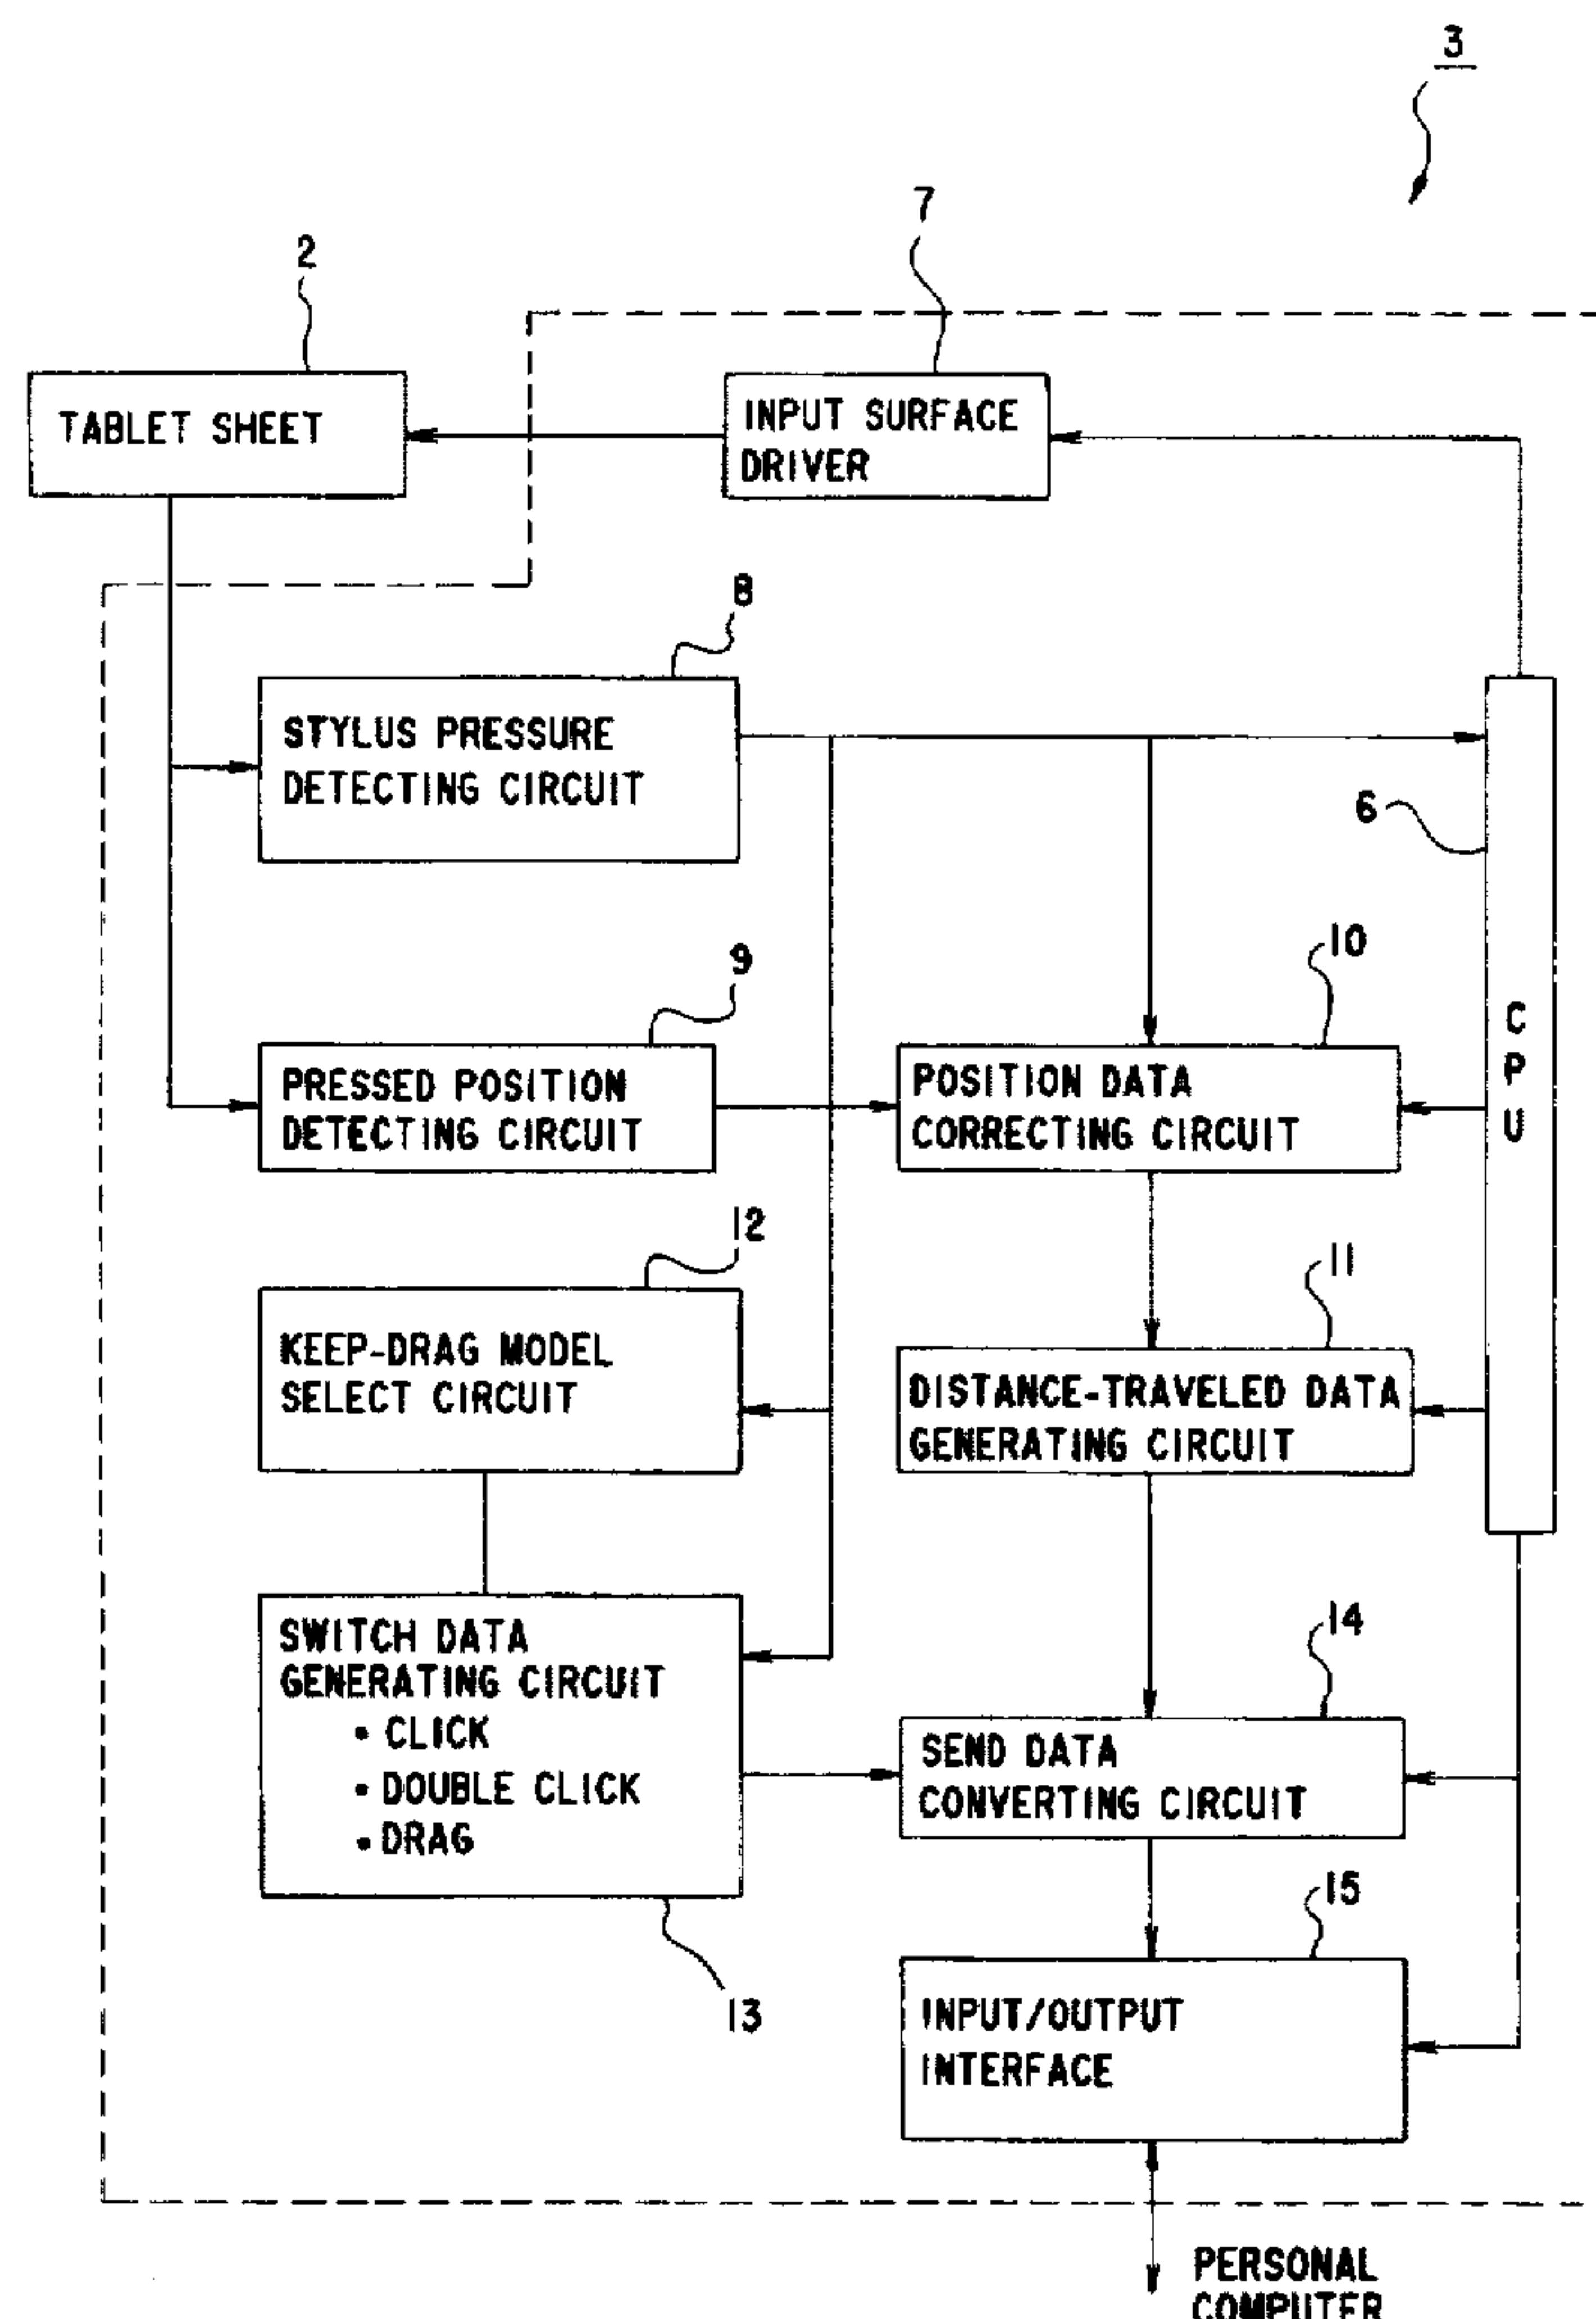 3
7
2
TABLET SHEET
INPUT SURFACE
DRIVER
8
STYLUS PRESSURE
DETECTING CIRCUIT
6
10
9
C
P
U
PRESSED POSITION
DETECTING CIRCUIT
POSITION DATA
CORRECTING CIRCUIT
12
11
KEEP-DRAG MODEL
SELECT CIRCUIT
DISTANCE-TRAVELED DATA
GENERATING CIRCUIT
SWITCH DATA
GENERATING CIRCUIT
• CLICK
• DOUBLE CLICK
• DRAG
14
SEND DATA
CONVERTING CIRCUIT
15
13
INPUT/OUTPUT
INTERFACE
PERSONAL
COMPUTER